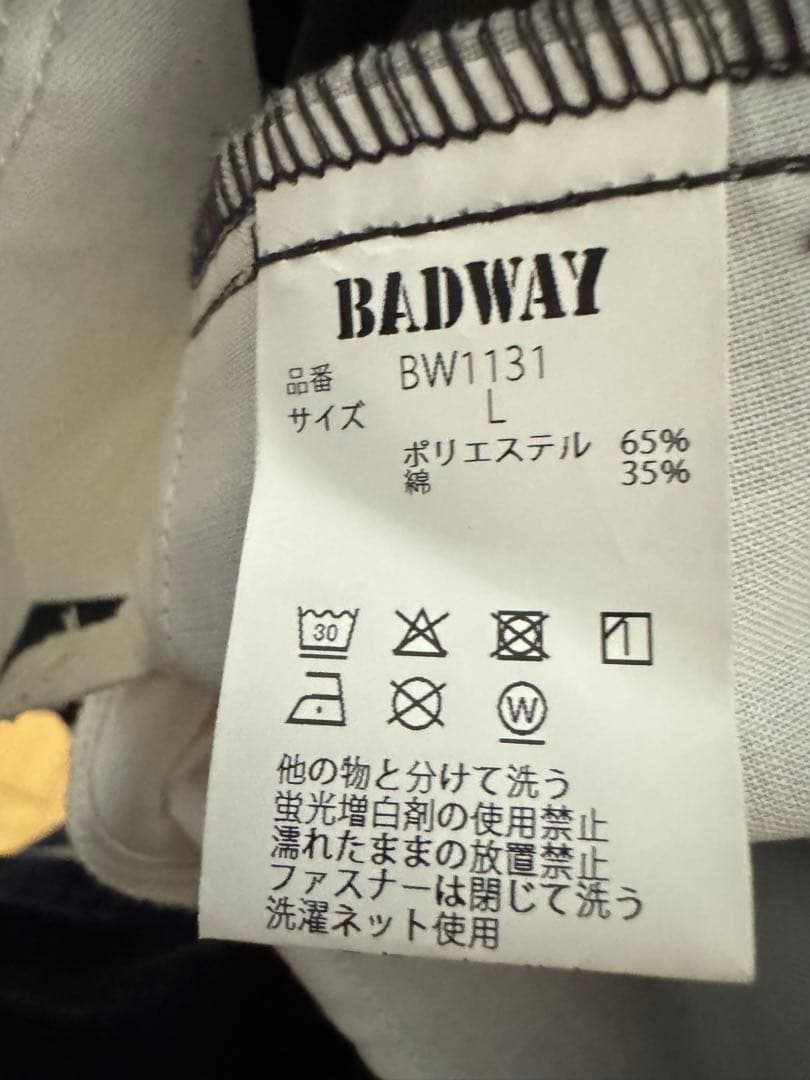 BADWAY
品番 BW1131
サイズ L
ポリエステル 65%
綿 35%
30
W
他の物と分けて洗う
蛍光増白剤の使用禁止
濡れたままの放置禁止
ファスナーは閉じて洗う
洗濯ネット使用